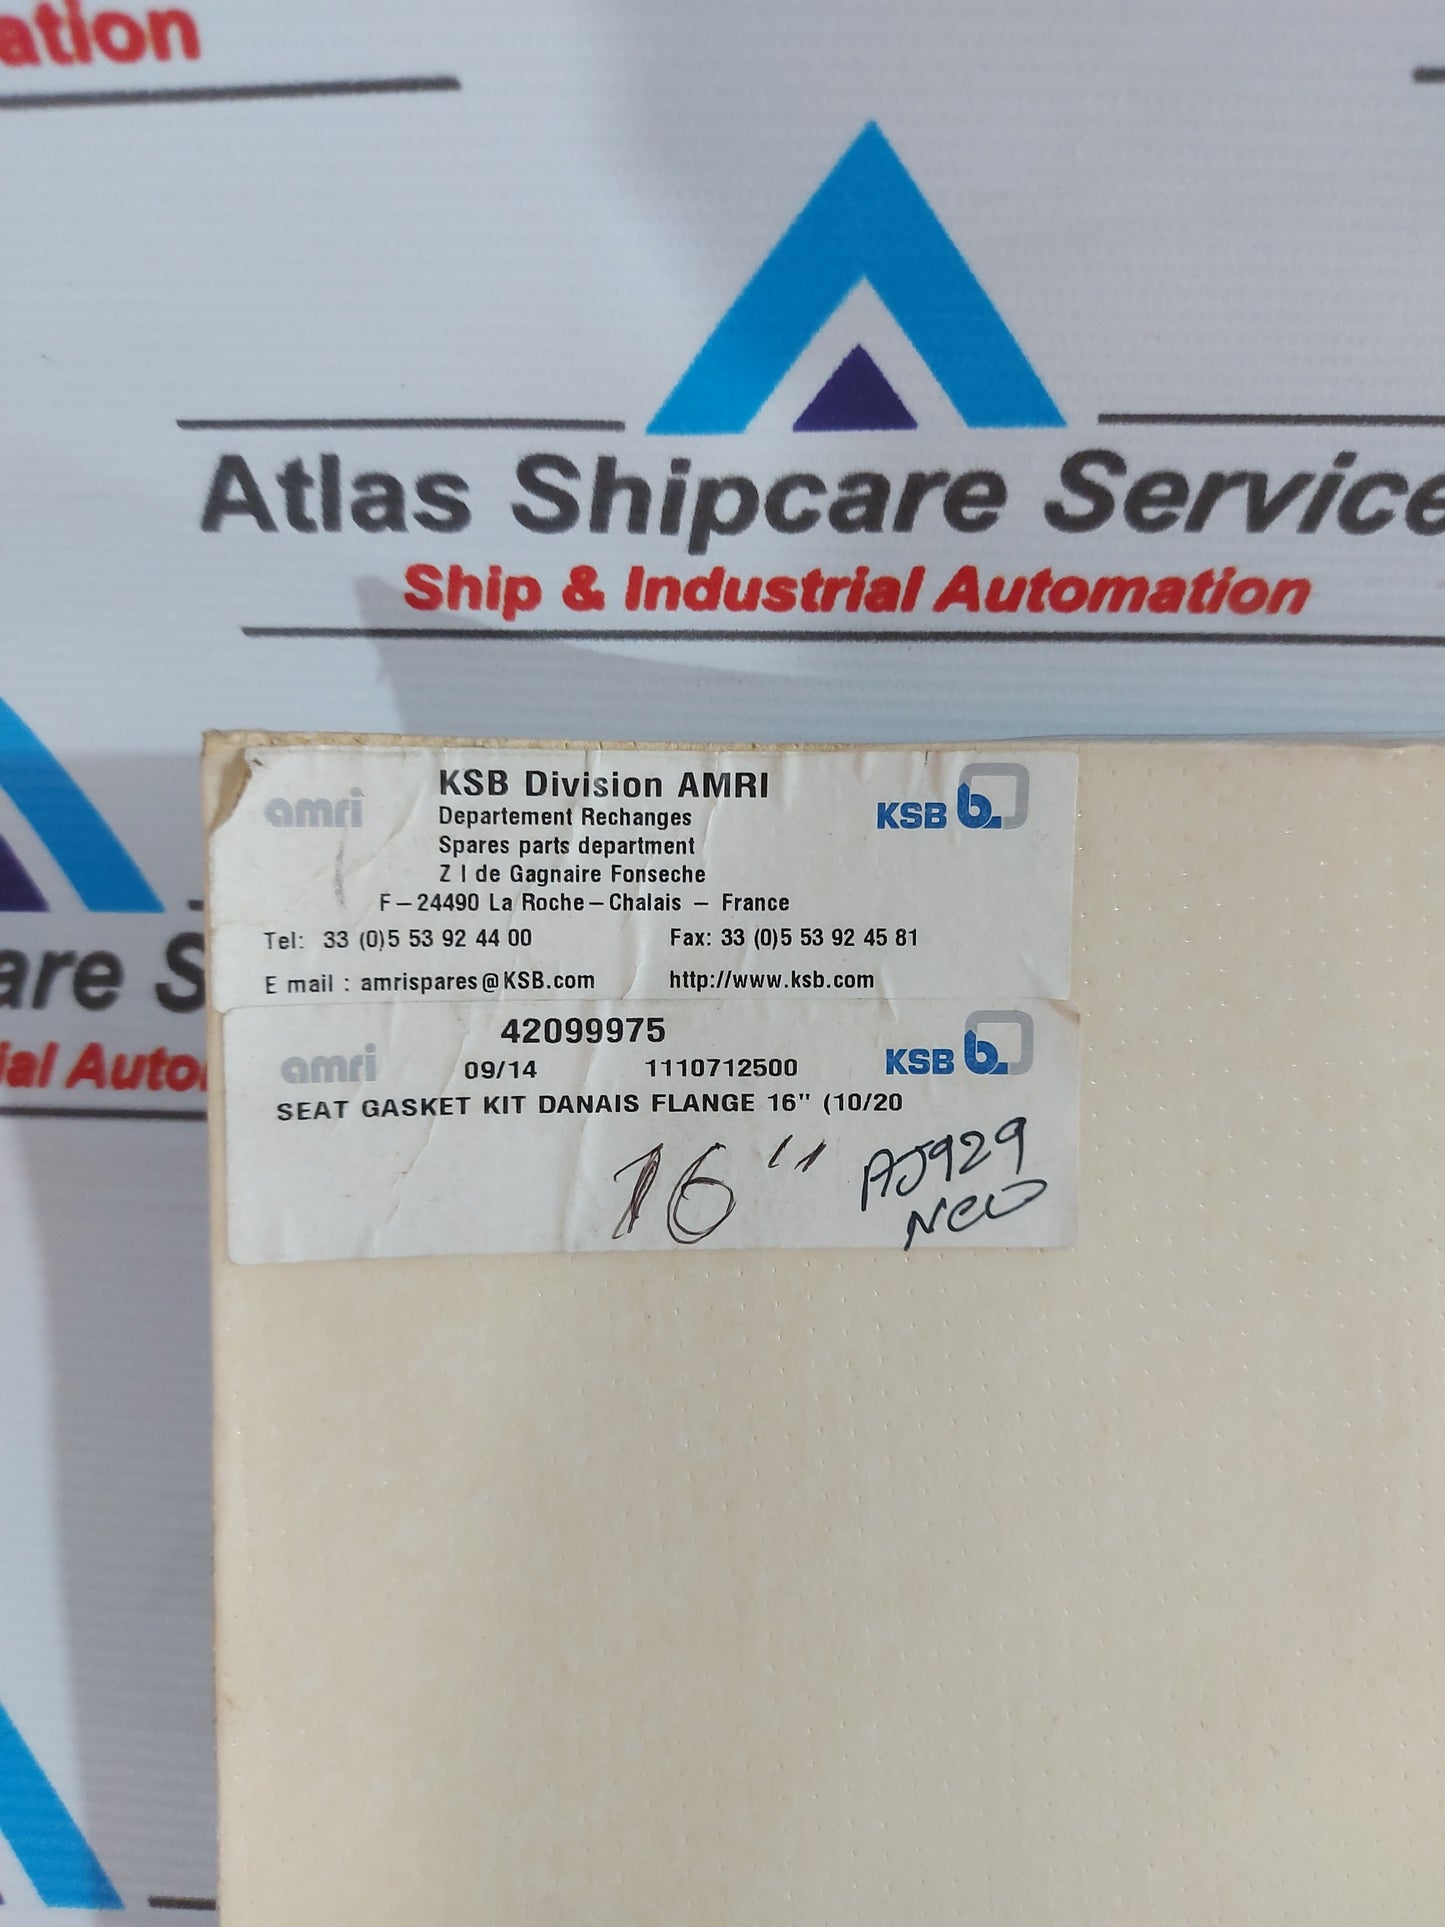 ation
Atlas Shipcare Service
Ship & Industrial Automation
are S
ial Auto
amri
KSB Division AMRI
KSB b
Departement Rechanges
Spares parts department
Z I de Gagnaire Fonseche
F-24490 La Roche-Chalais - France
Tel: 33 (0)5 53 92 44 00 Fax: 33 (0)5 53 92 45 81
E mail : amrispares@KSB.com http://www.ksb.com
42099975
amri
09/14 1110712500
KSB b
SEAT GASKET KIT DANAIS FLANGE 16" (10/20
16"
AJ929
New